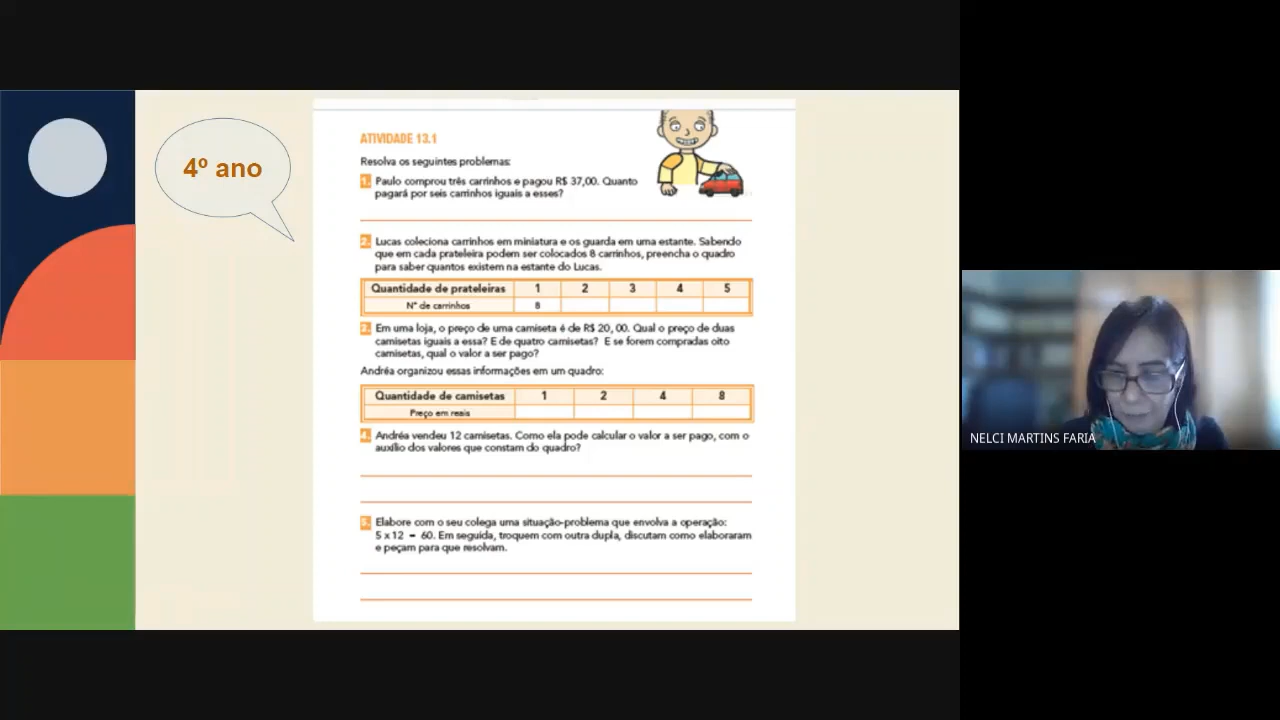 4º ano
ATIVIDADE 13.1
Resolva os seguintes problemas:
1. Paulo comprou três carrinhos e pagou R$ 37,00. Quanto
pagará por seis carrinhos iguais a esses?
2. Lucas coleciona carrinhos em miniatura e os guarda em uma estante. Sabendo
que em cada prateleira podem ser colocados 8 carrinhos, preencha o quadro
para saber quantos existem na estante do Lucas.
Quantidade de prateleiras 1 2 3 4 5
Nº de carrinhos 8
3. Em uma loja, o preço de uma camiseta é de R$ 20, 00. Qual o preço de duas
camisetas iguais a essa? E de quatro camisetas? E se forem compradas oito
camisetas, qual o valor a ser pago?
Andréa organizou essas informações em um quadro:
Quantidade de camisetas 1 2 4 8
Preço em reais
4. Andréa vendeu 12 camisetas. Como ela pode calcular o valor a ser pago, com o
auxílio dos valores que constam do quadro?
5. Elabore com o seu colega uma situação-problema que envolva a operação:
5 x 12 = 60. Em seguida, troquem com outra dupla, discutam como elaboraram
e peçam para que resolvam.
NELCI MARTINS FARIA